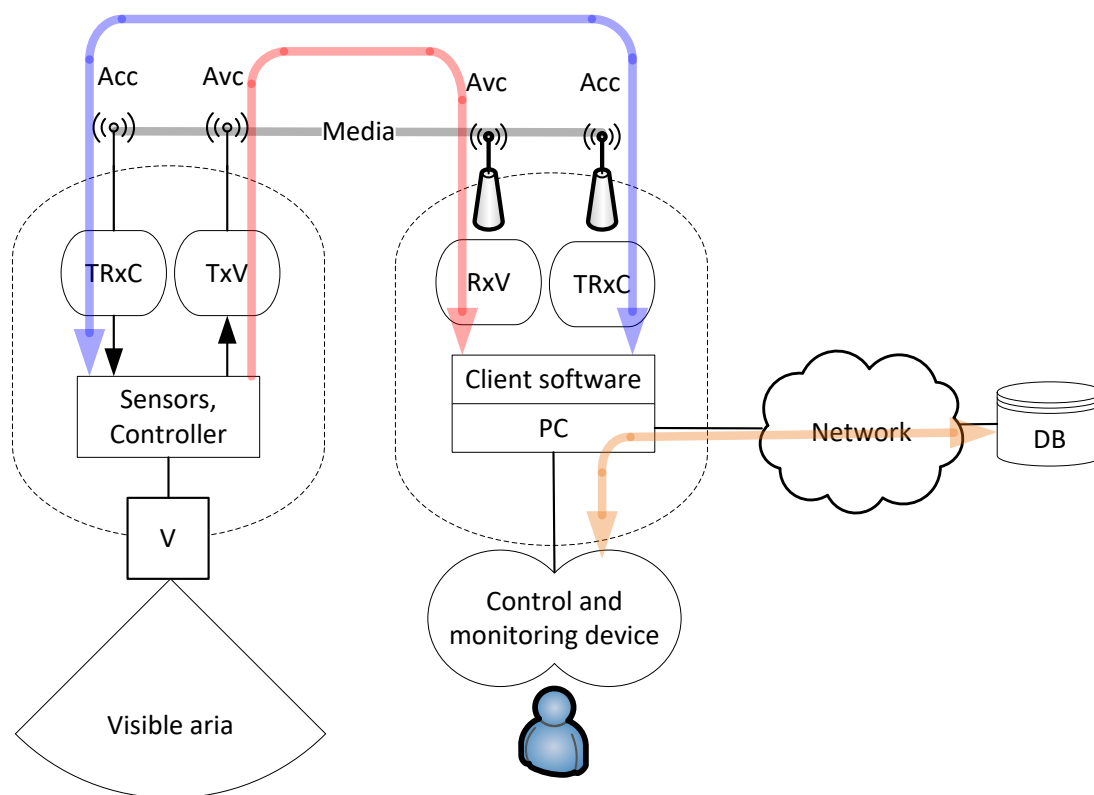 Acc
Avc
Avc
Acc
Media
TRxC
TxV
RxV
TRxC
Sensors,
Controller
Client software
PC
Network
DB
V
Control and
monitoring device
Visible aria